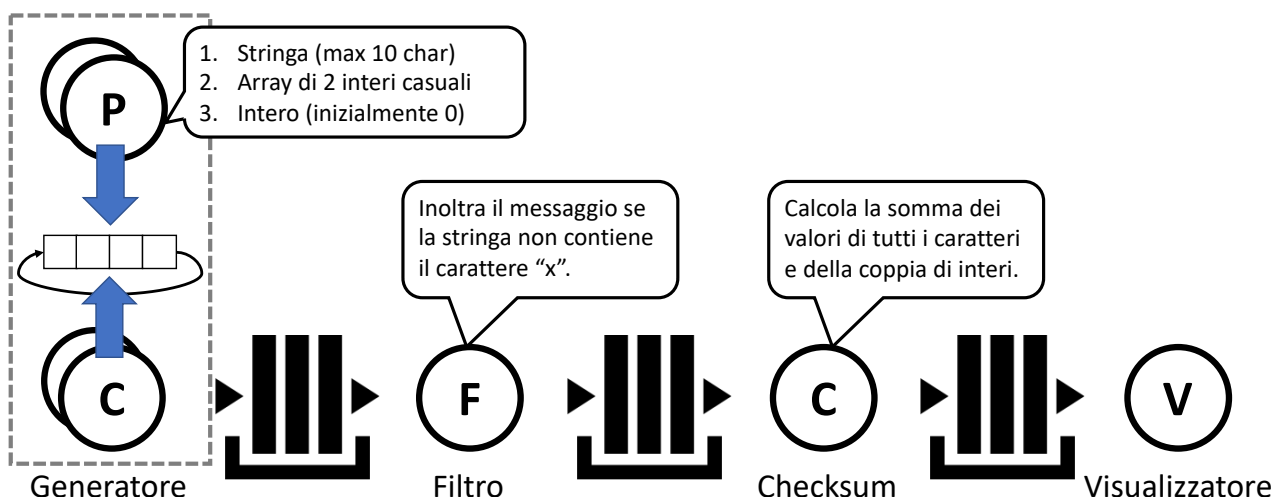 P
1. Stringa (max 10 char)
2. Array di 2 interi casuali
3. Intero (inizialmente 0)
Inoltra il messaggio se
la stringa non contiene
il carattere “x”.
Calcola la somma dei
valori di tutti i caratteri
e della coppia di interi.
C
F
C
V
Generatore
Filtro
Checksum
Visualizzatore